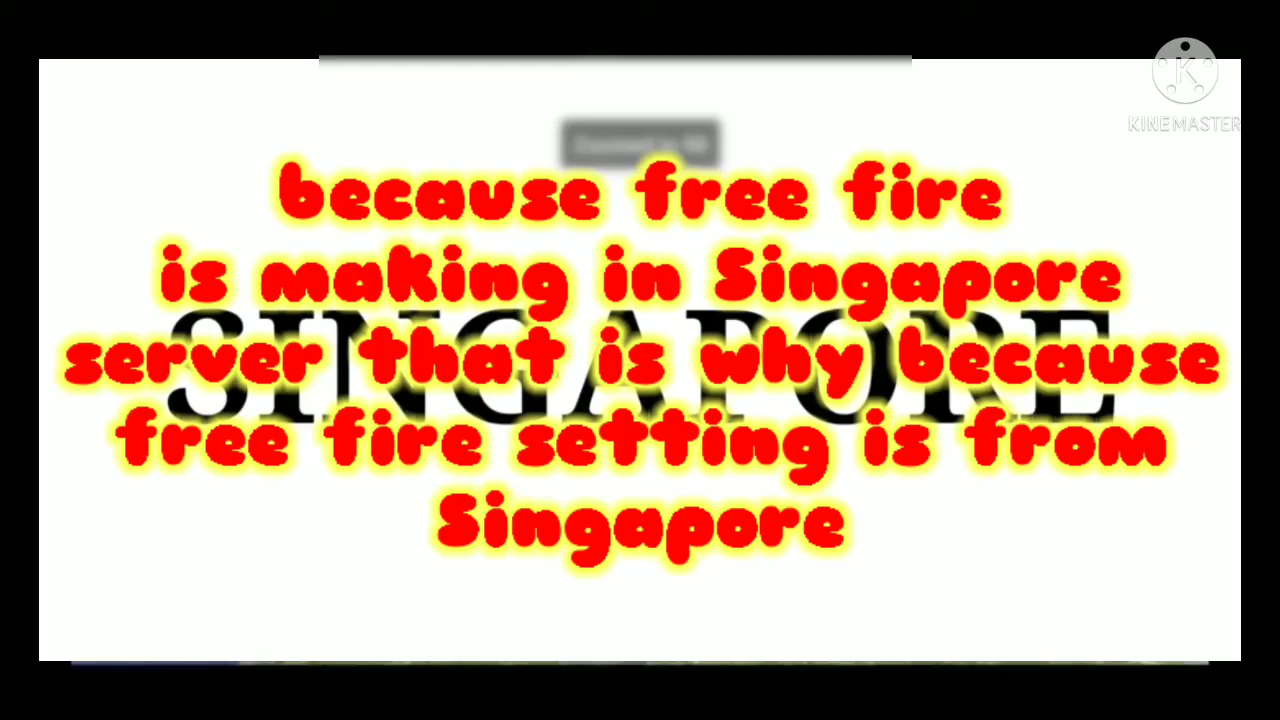 KINEMASTER
because free fire
is making in Singapore
SINGAPORE
server that is why because
free fire setting is from
Singapore